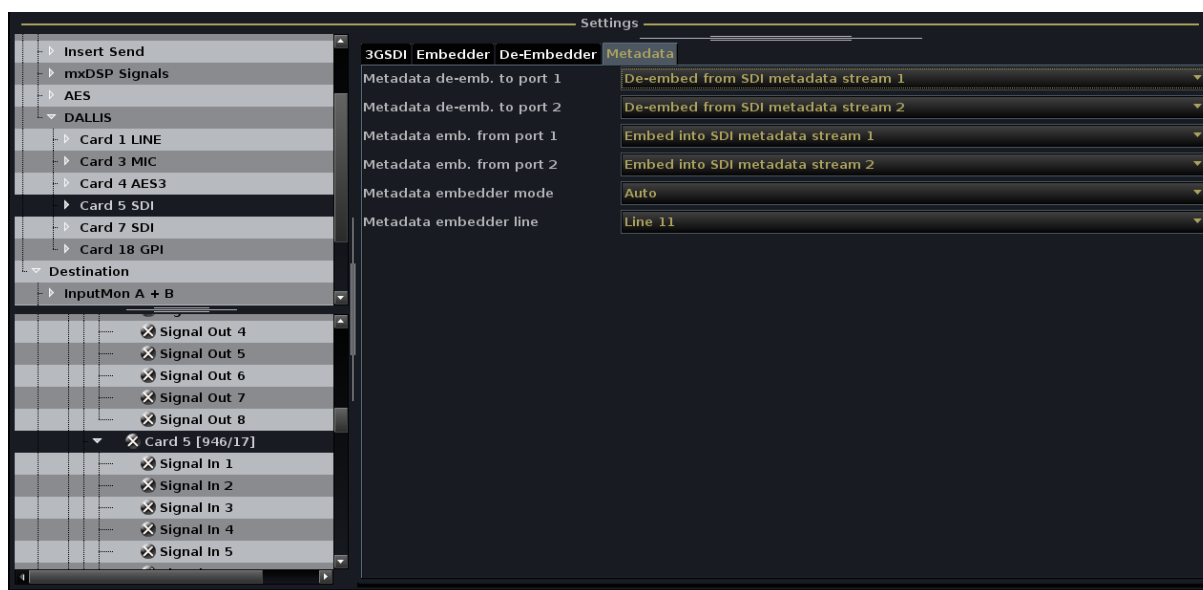 Settings
Insert Send
mxDSP Signals
AES
DALLIS
Card 1 LINE
Card 3 MIC
Card 4 AES3
Card 5 SDI
Card 7 SDI
Card 18 GPI
Destination
InputMon A + B
Signal Out 4
Signal Out 5
Signal Out 6
Signal Out 7
Signal Out 8
Card 5 [946/17]
Signal In 1
Signal In 2
Signal In 3
Signal In 4
Signal In 5
3GSDI Embedder De-Embedder Metadata
Metadata de-emb. to port 1 De-embed from SDI metadata stream 1
Metadata de-emb. to port 2 De-embed from SDI metadata stream 2
Metadata emb. from port 1 Embed into SDI metadata stream 1
Metadata emb. from port 2 Embed into SDI metadata stream 2
Metadata embedder mode Auto
Metadata embedder line Line 11